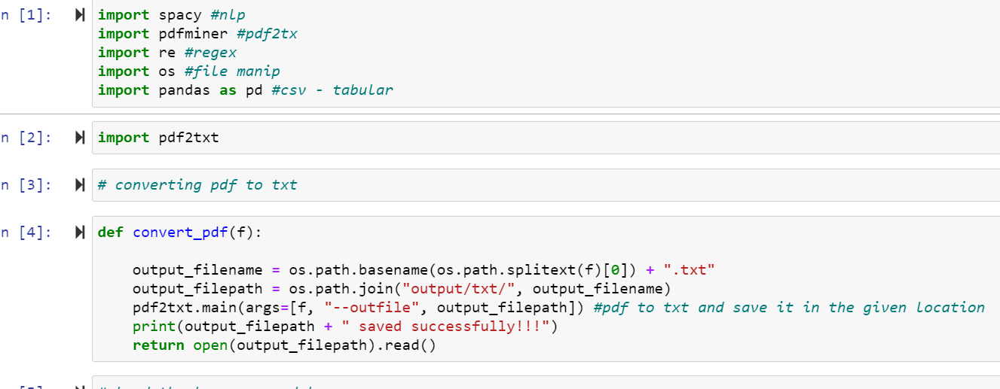 n [1]:
import spacy #nlp
import pdfminer #pdf2tx
import re #regex
import os #file manip
import pandas as pd #csv - tabular
n [2]:
import pdf2txt
n [3]:
# converting pdf to txt
n [4]:
def convert_pdf(f):
output_filename = os.path.basename(os.path.splitext(f)[0]) + ".txt"
output_filepath = os.path.join("output/txt/", output_filename)
pdf2txt.main(args=[f, "--outfile", output_filepath]) #pdf to txt and save it in the given location
print(output_filepath + " saved successfully!!!")
return open(output_filepath).read()